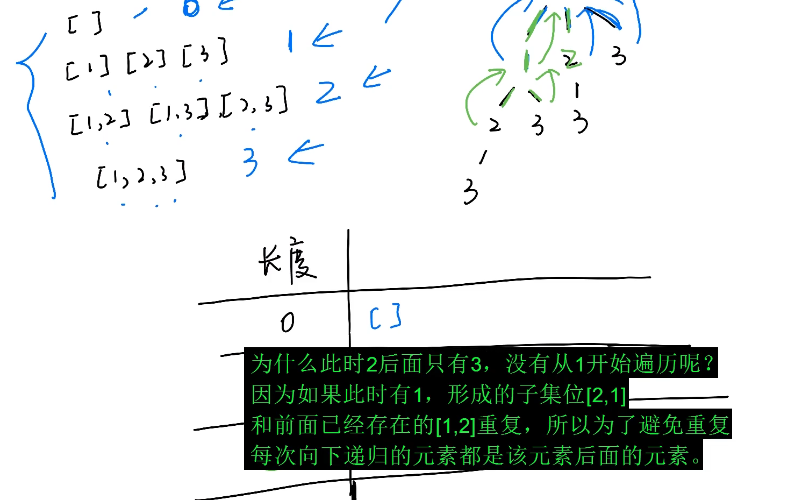 [ ] 0
[1] [2] [3] 1
[1,2] [1,3], [2,3] 2
[1,2,3] 3
1
1 2 3
2 3 3
3
长度
0 [ ]
为什么此时2后面只有3，没有从1开始遍历呢？
因为如果此时有1，形成的子集位[2,1]
和前面已经存在的[1,2]重复，所以为了避免重复
每次向下递归的元素都是该元素后面的元素。